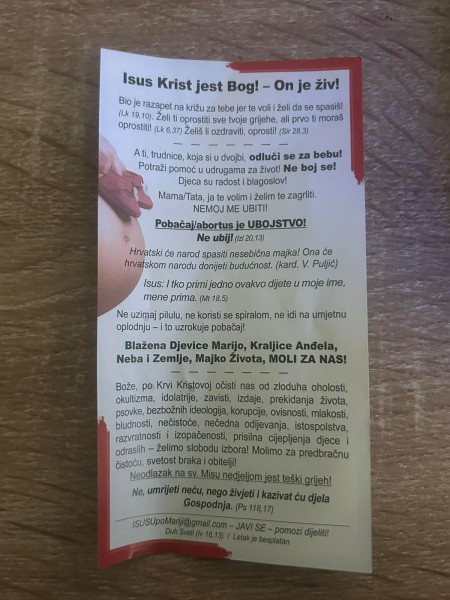 Isus Krist jest Bog! – On je živ!
Bio je razapet na križu za tebe jer te voli i želi da se spasiš!
(Lk 19,10). Želi ti oprostiti sve tvoje grijehe, ali prvo ti moraš
oprostiti! (Lk 6,37) Želiš li ozdraviti, oprosti! (Sir 28,3)
A ti, trudnice, koja si u dvojbi, odluči se za bebu!
Potraži pomoć u udrugama za život! Ne boj se!
Djeca su radost i blagoslov!
Mama/Tata, ja te volim i želim te zagrliti.
NEMOJ ME UBITI!
Pobačaj/abortus je UBOJSTVO!
Ne ubij! (Izl 20,13)
Hrvatski će narod spasiti nesebična majka! Ona će
hrvatskom narodu donijeti budućnost. (kard. V. Puljić)
Isus: I tko primi jedno ovakvo dijete u moje ime,
mene prima. (Mt 18,5)
Ne uzimaj pilulu, ne koristi se spiralom, ne idi na umjetnu
oplodnju – i to uzrokuje pobačaj!
Blažena Djevice Marijo, Kraljice Anđela,
Neba i Zemlje, Majko Života, MOLI ZA NAS!
Bože, po Krvi Kristovoj očisti nas od zloduha oholosti,
okultizma, idolatrije, zavisti, izdaje, prekidanja života,
psovke, bezbožnih ideologija, korupcije, ovisnosti, mlakosti,
bludnosti, nečistoće, nečedna odijevanja, istospolstva,
razvratnosti i izopačenosti, prisilna cijepljenja djece i
odraslih – želimo slobodu izbora! Molimo za predbračnu
čistoću, svetost braka i obitelji!
Neodlazak na sv. Misu nedjeljom jest teški grijeh!
Ne, umrijeti neću, nego živjeti i kazivat ću djela
Gospodnja. (Ps 118,17)
ISUSUpoMariji@gmail.com – JAVI SE – pomozi dijeliti!
Duh Sveti (Iv 16,13) / Letak je besplatan.